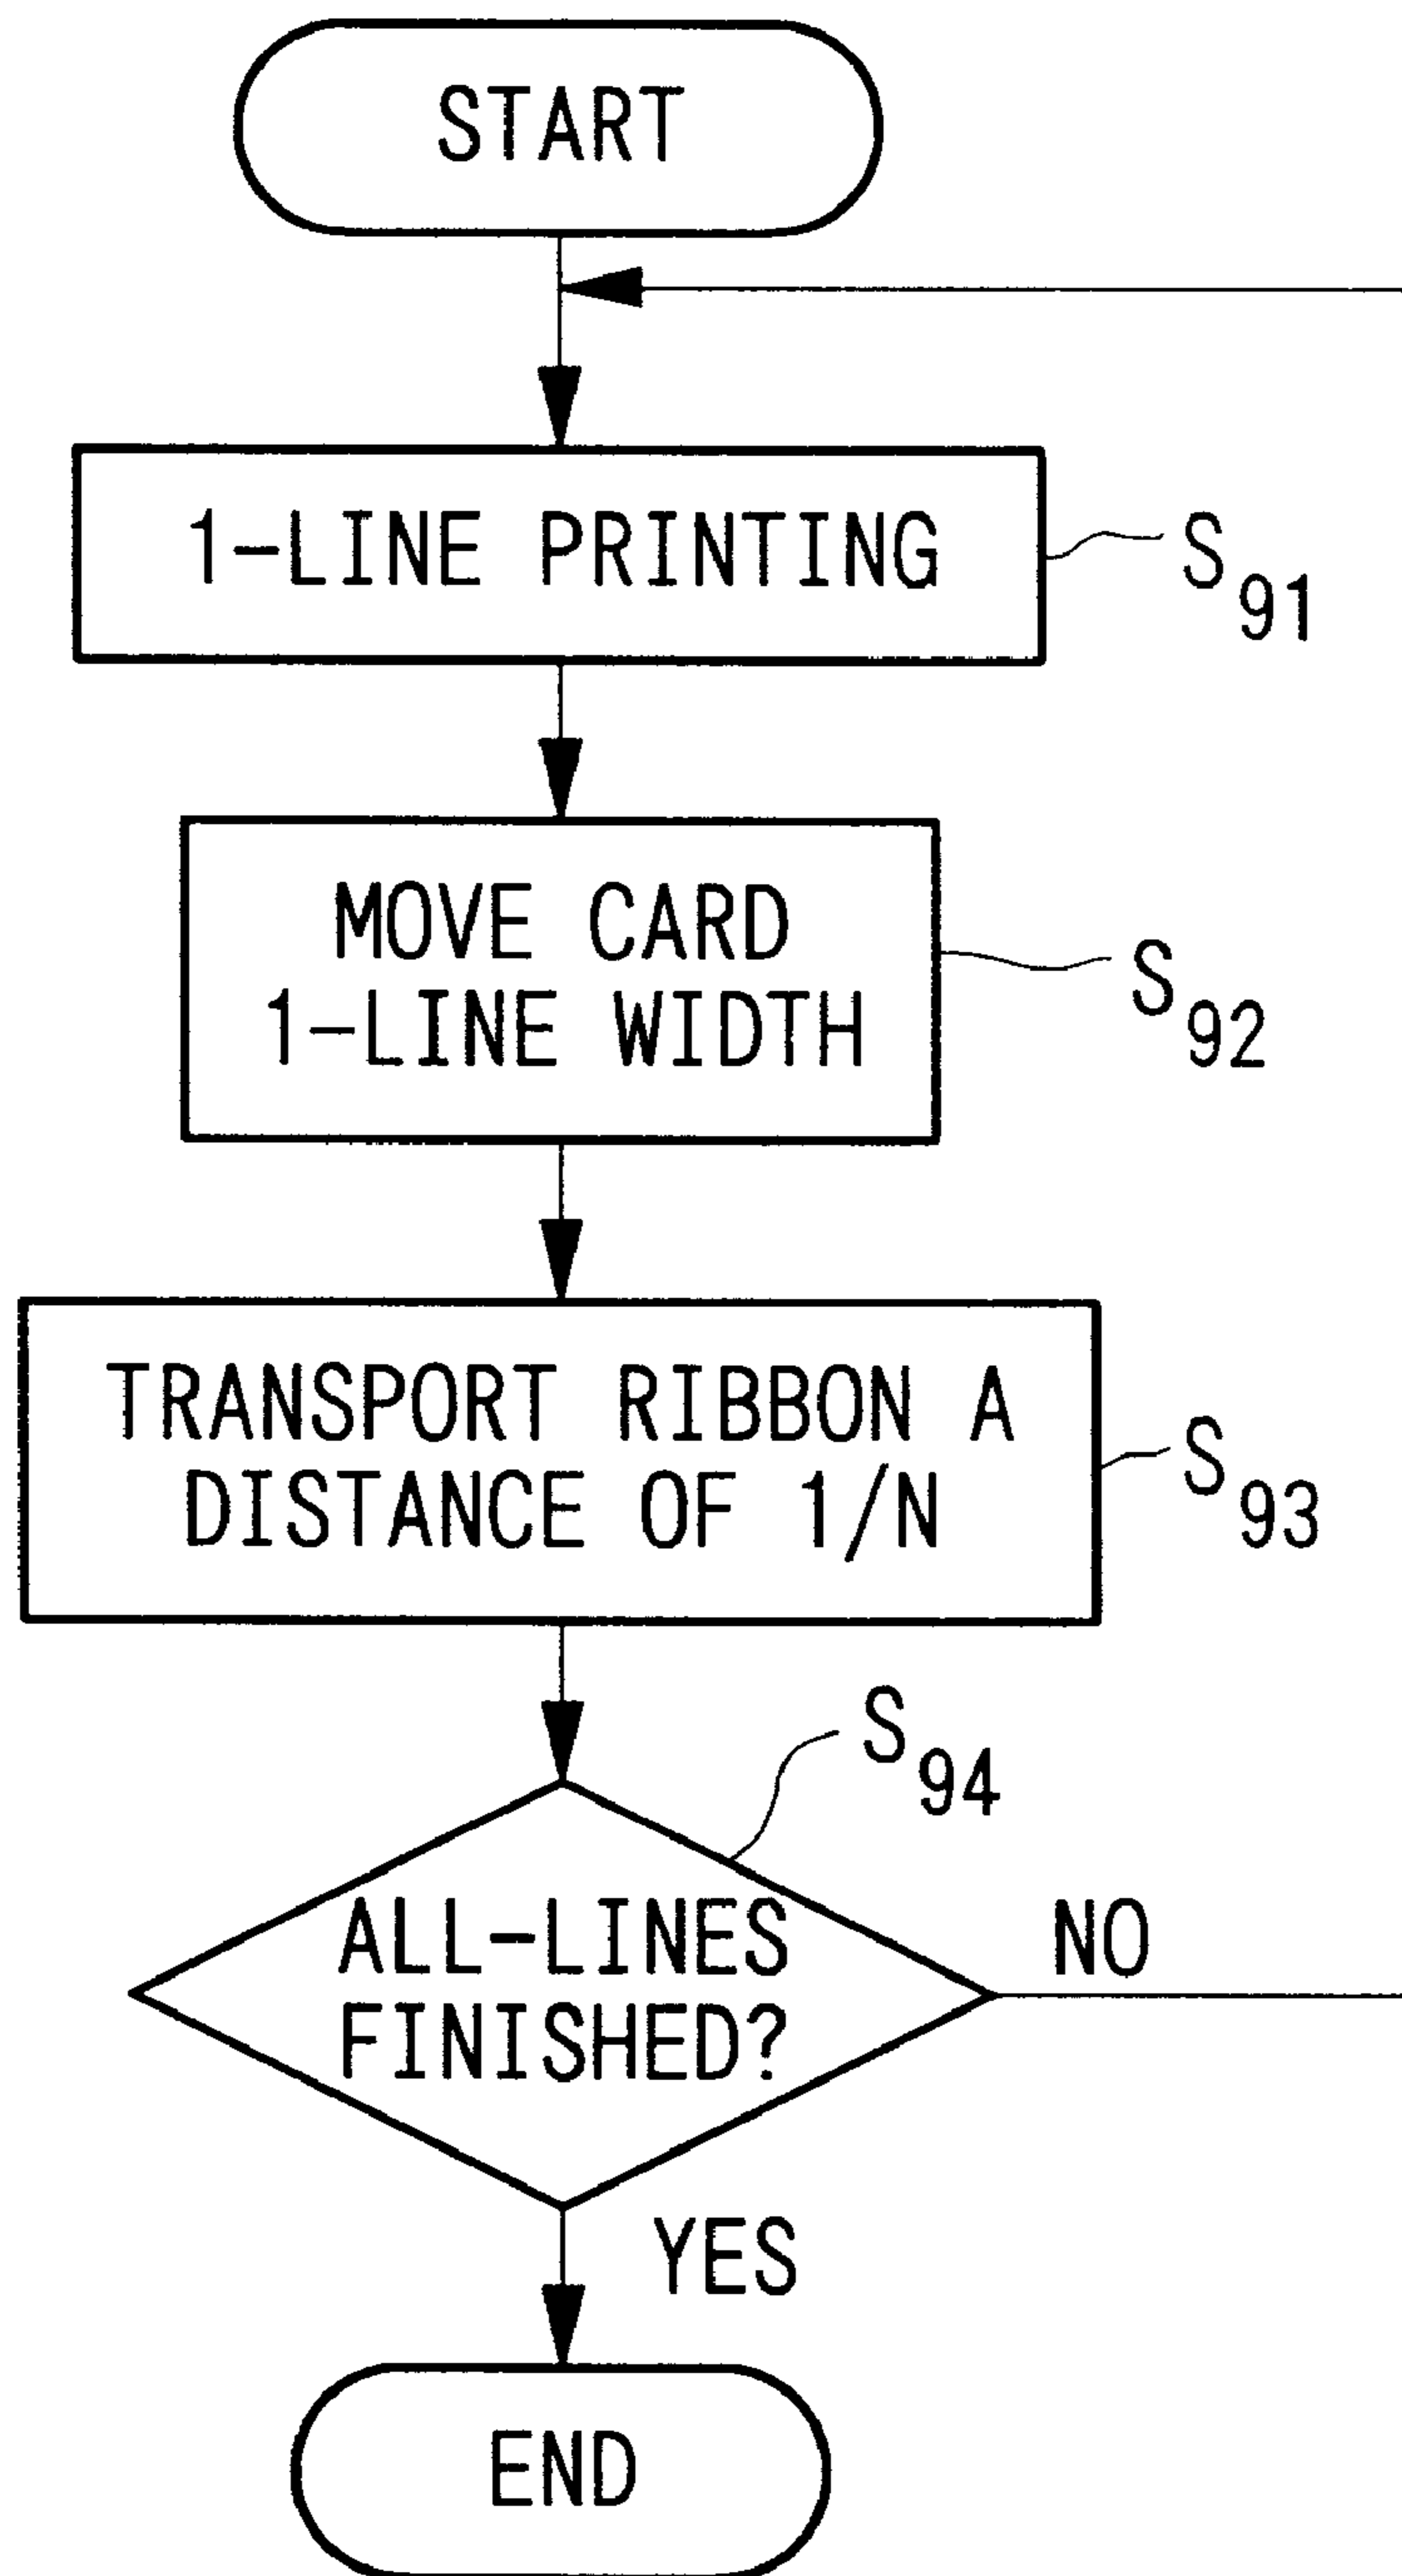 START
1-LINE PRINTING
S91
MOVE CARD
1-LINE WIDTH
S92
TRANSPORT RIBBON A
DISTANCE OF 1/N
S93
S94
ALL-LINES
FINISHED?
NO
YES
END